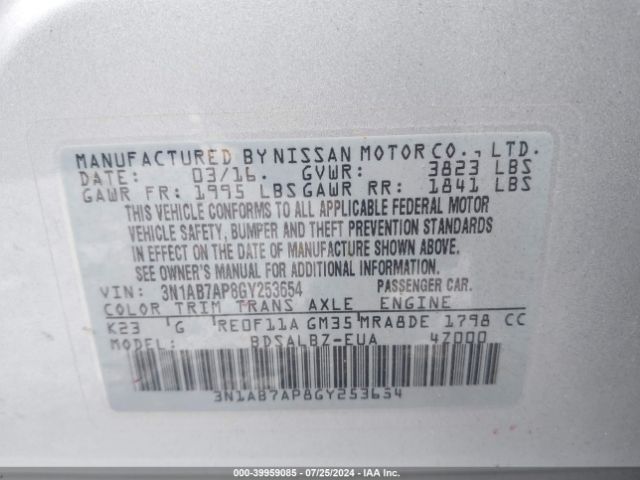 MANUFACTURED BY NISSAN MOTOR CO., LTD.
DATE: 03/16. GVWR: 3823 LBS
GAWR FR: 1995 LBS GAWR RR: 1841 LBS
THIS VEHICLE CONFORMS TO ALL APPLICABLE FEDERAL MOTOR
VEHICLE SAFETY, BUMPER AND THEFT PREVENTION STANDARDS
IN EFFECT ON THE DATE OF MANUFACTURE SHOWN ABOVE.
SEE OWNER'S MANUAL FOR ADDITIONAL INFORMATION.
VIN: 3N1AB7AP8GY253654 PASSENGER CAR.
COLOR TRIM TRANS AXLE ENGINE
K23 G RE0F11A GM35 MRA8DE 1798 CC
MODEL: BDSALBZ-EUA 4Z000
3N1AB7AP8GY253654
000-39959085 / 07/25/2024 - IAA Inc.